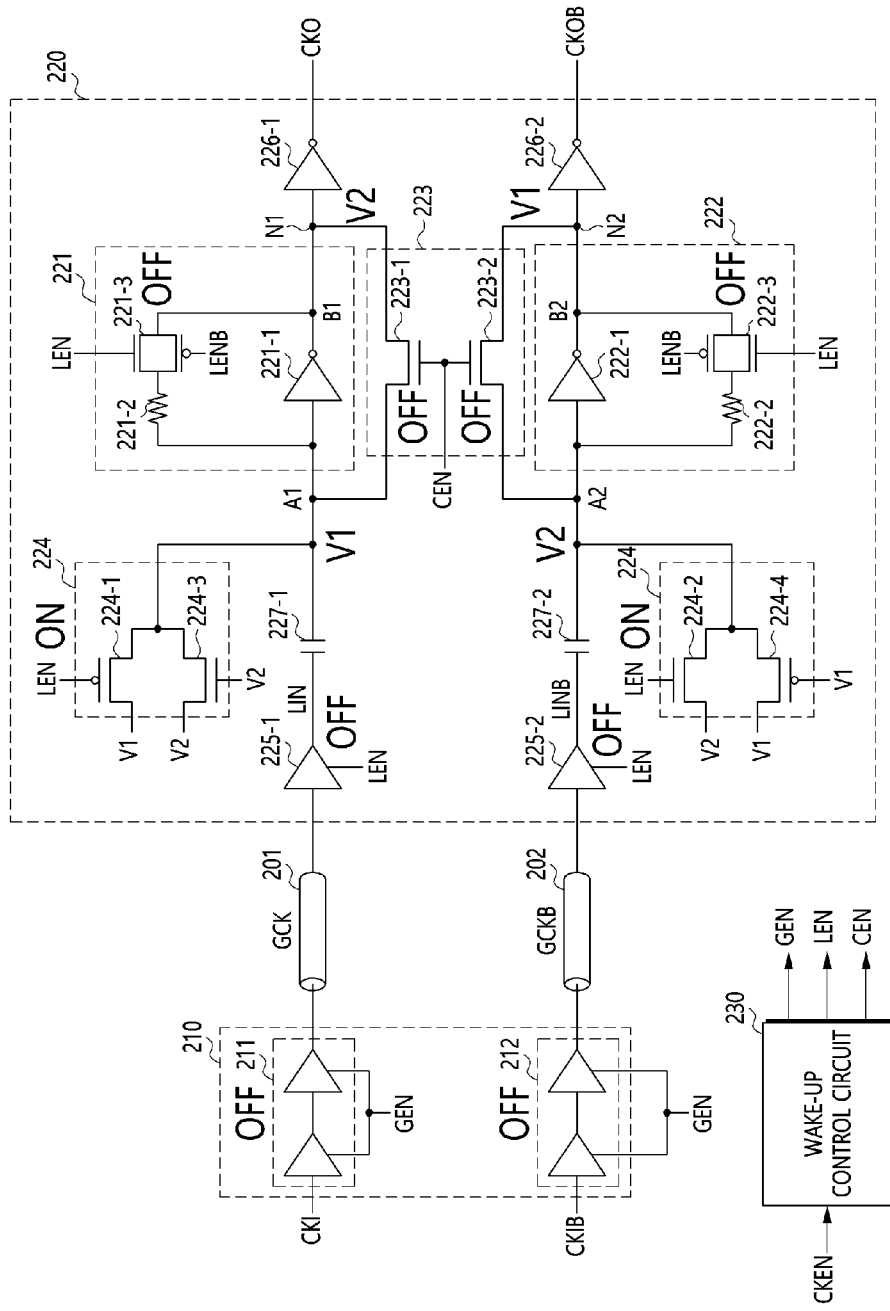 220
221
LEN
221-3
OFF
221-2
LENB
221-1
B1
N1
V2
226-1
CKO
224
ON
LEN
224-1
224-3
V1
V2
V2
A1
V1
227-1
LIN
225-1
OFF
LEN
201
GCK
210
OFF
211
CKI
GEN
223
223-1
OFF
CEN
OFF
223-2
V1
226-2
CKOB
N2
222
B2
222-1
LENB
222-3
OFF
222-2
LEN
A2
V2
227-2
LINB
225-2
OFF
LEN
224
ON
LEN
224-2
224-4
V2
V1
V1
202
GCKB
OFF
212
CKIB
GEN
230
CKEN
WAKE-UP
CONTROL CIRCUIT
GEN
LEN
CEN